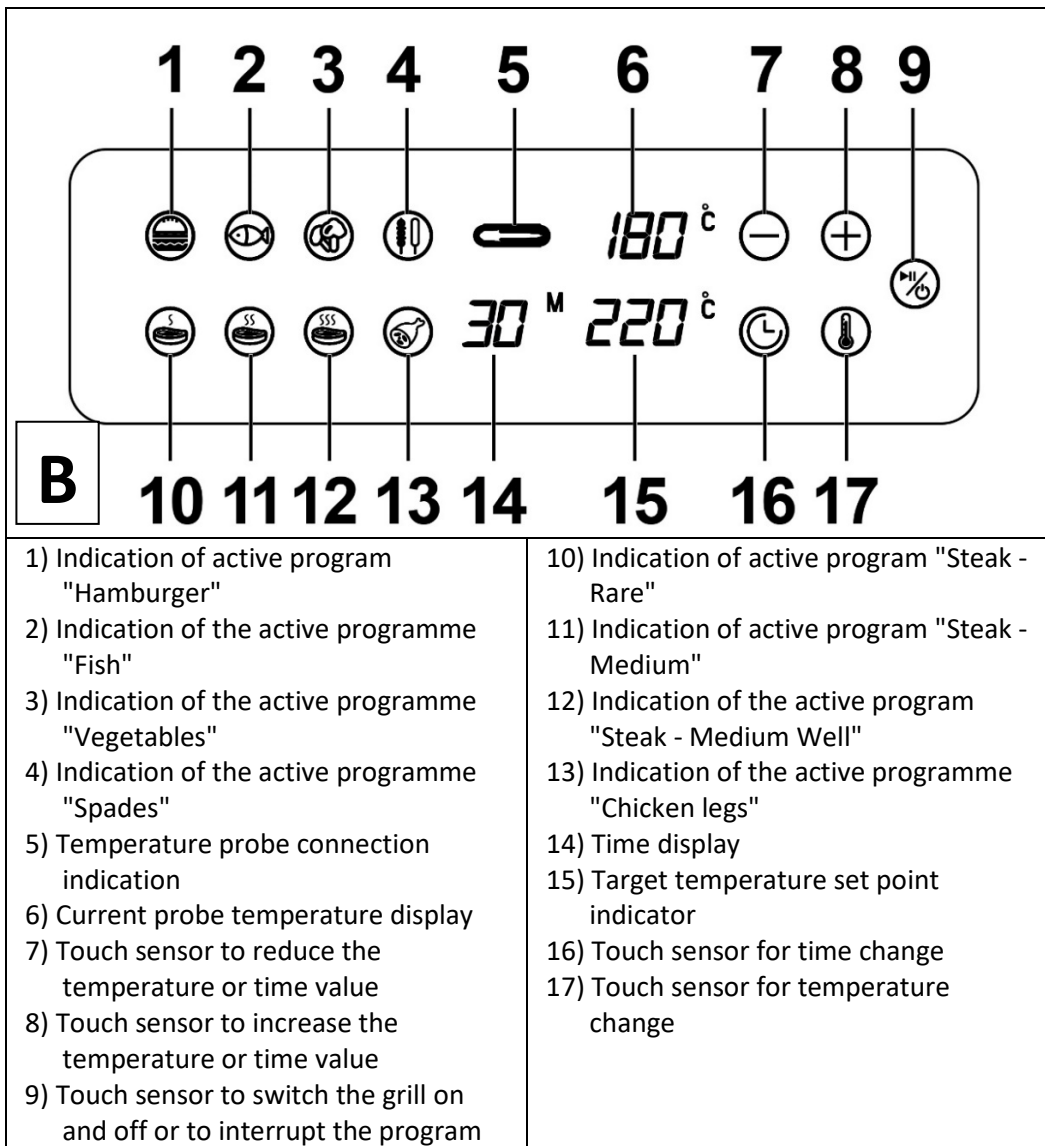 1 2 3 4 5 6 7 8 9
180 °C
30 M 220 °C
B
10 11 12 13 14 15 16 17
1) Indication of active program
"Hamburger"
2) Indication of the active programme
"Fish"
3) Indication of the active programme
"Vegetables"
4) Indication of the active programme
"Spades"
5) Temperature probe connection
indication
6) Current probe temperature display
7) Touch sensor to reduce the
temperature or time value
8) Touch sensor to increase the
temperature or time value
9) Touch sensor to switch the grill on
and off or to interrupt the program
10) Indication of active program "Steak -
Rare"
11) Indication of active program "Steak -
Medium"
12) Indication of the active program
"Steak - Medium Well"
13) Indication of the active programme
"Chicken legs"
14) Time display
15) Target temperature set point
indicator
16) Touch sensor for time change
17) Touch sensor for temperature
change